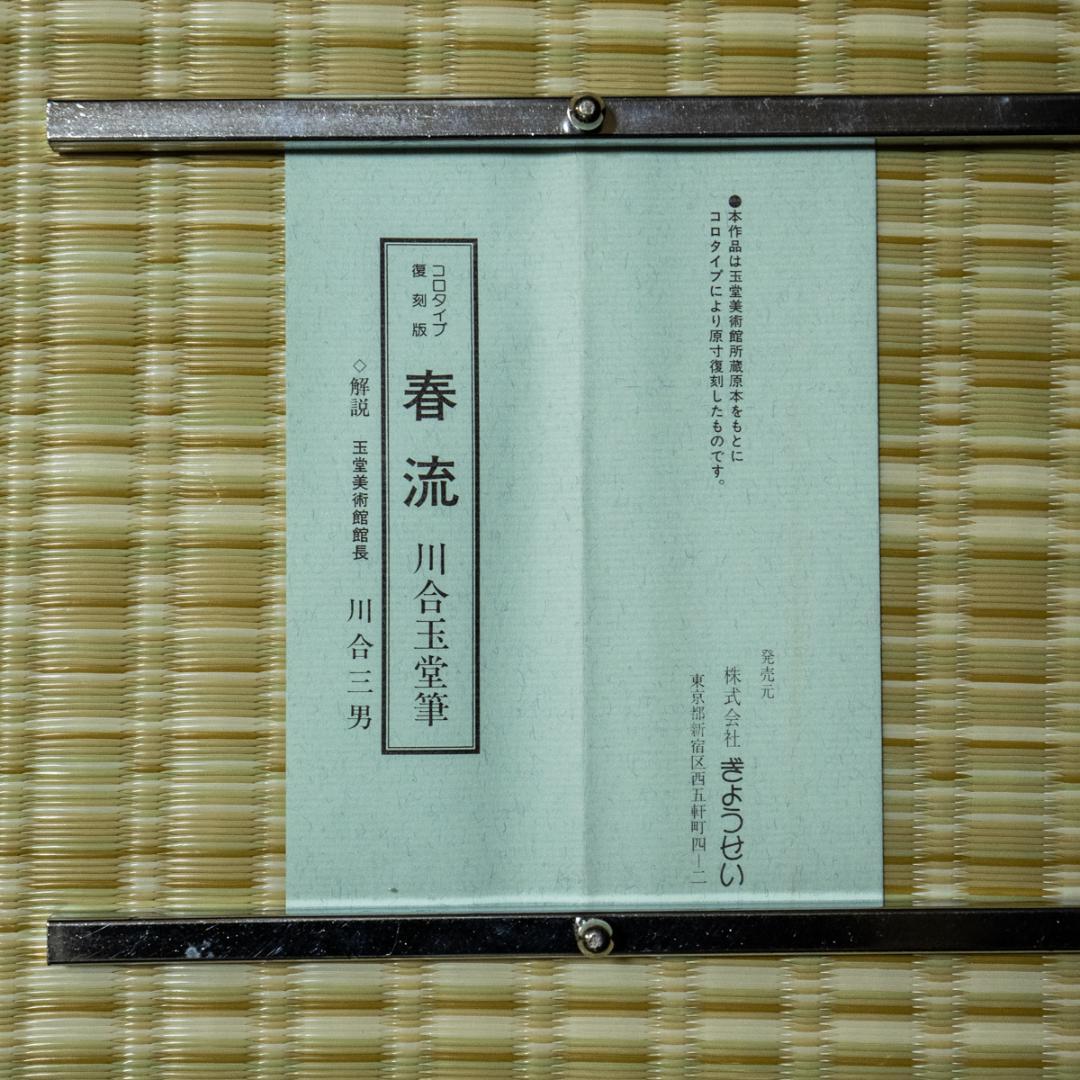 ●本作品は玉堂美術館所蔵原本をもとに
コロタイプにより原寸復刻したものです。
発売元
株式会社 ぎょうせい
東京都新宿区西五軒町四―二
コロタイプ
復刻版
春流 川合玉堂筆
◇解説 玉堂美術館館長 川合三男